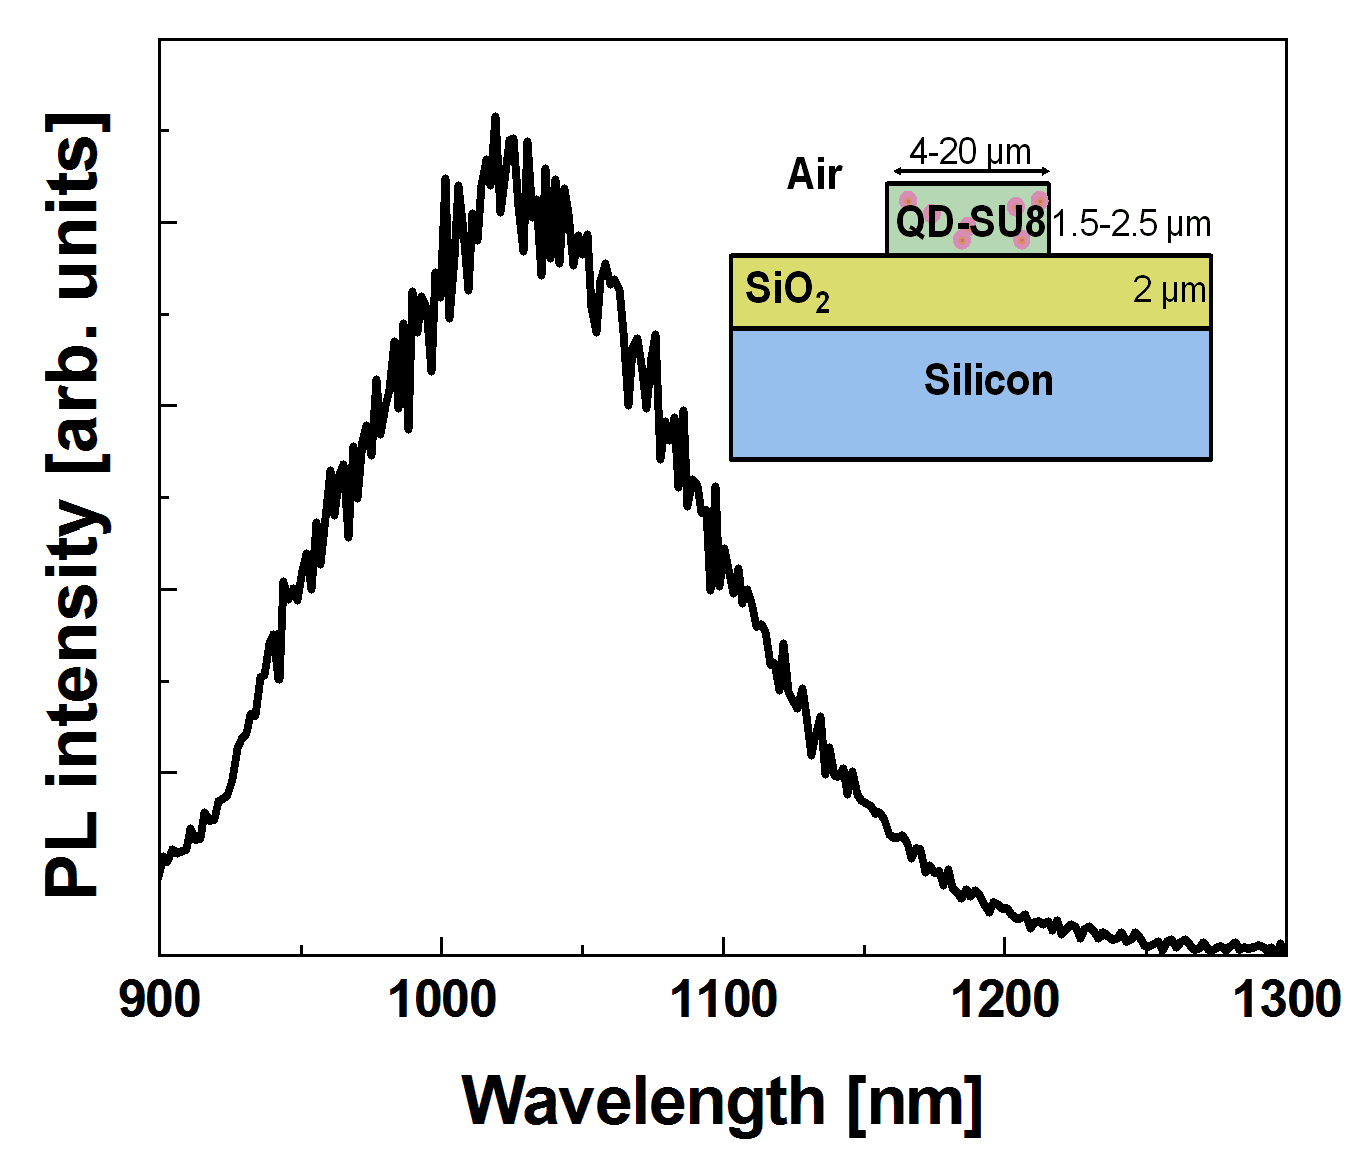 PL intensity [arb. units]
4-20 µm
Air
QD-SU8
1.5-2.5 µm
SiO₂
2 µm
Silicon
900
1000
1100
1200
1300
Wavelength [nm]